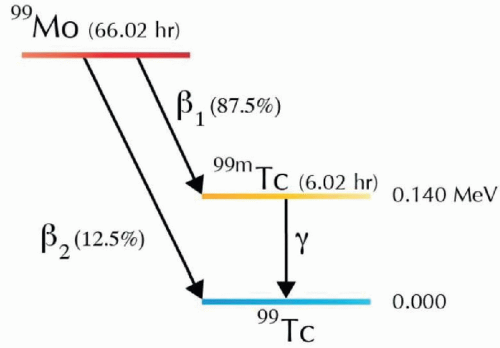 ⁹⁹Mo (66.02 hr)
β₁ (87.5%)
⁹⁹ᵐTc (6.02 hr)
0.140 MeV
β₂ (12.5%)
γ
0.000
⁹⁹Tc